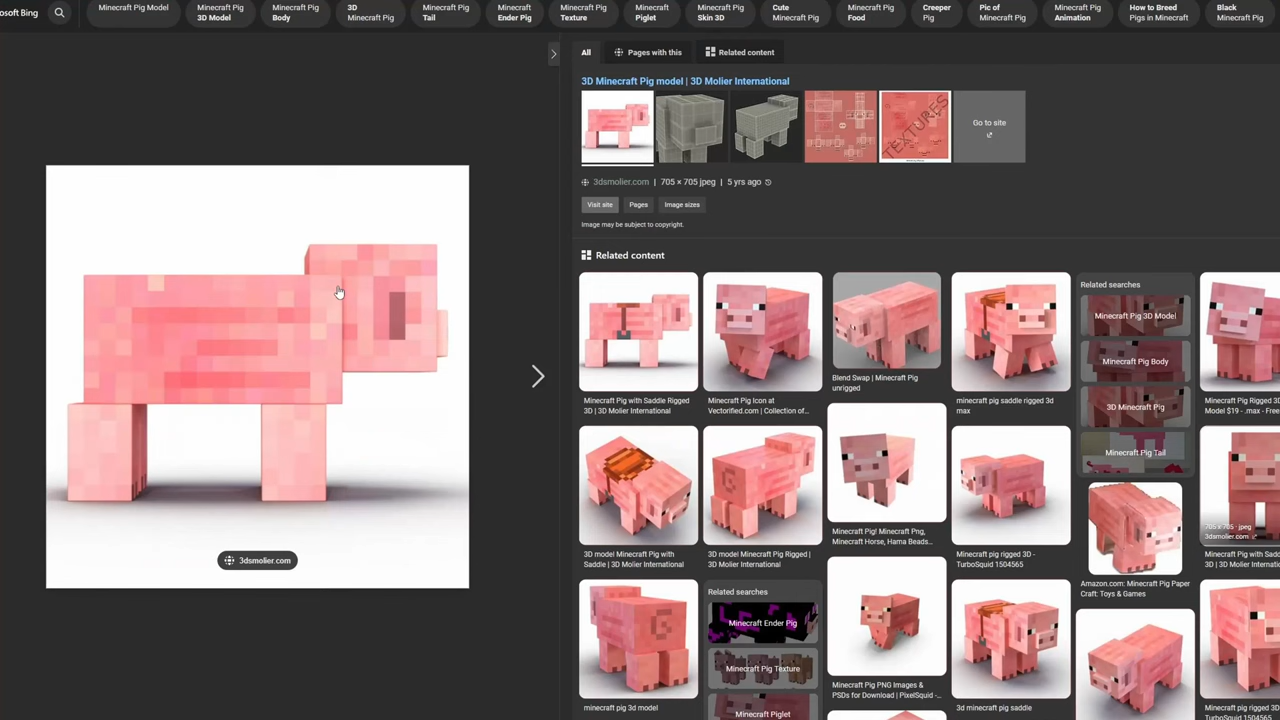 osoft Bing
Minecraft Pig Model
Minecraft Pig
3D Model
Minecraft Pig
Body
3D
Minecraft Pig
Minecraft Pig
Tail
Minecraft
Ender Pig
Minecraft Pig
Texture
Minecraft
Piglet
Minecraft Pig
Skin 3D
Cute
Minecraft Pig
Minecraft Pig
Food
Creeper
Pig
Pic of
Minecraft Pig
Minecraft Pig
Animation
How to Breed
Pigs in Minecraft
Black
Minecraft Pig
All
Pages with this
Related content
3D Minecraft Pig model | 3D Molier International
TEXTURES
Go to site
3dsmolier.com | 705 × 705 jpeg | 5 yrs ago
Visit site
Pages
Image sizes
Image may be subject to copyright.
3dsmolier.com
Related content
Minecraft Pig with Saddle Rigged
3D | 3D Molier International
Minecraft Pig Icon at
Vectorified.com | Collection of...
Blend Swap | Minecraft Pig
unrigged
minecraft pig saddle rigged 3d
max
Related searches
Minecraft Pig 3D Model
Minecraft Pig Body
3D Minecraft Pig
Minecraft Pig Tail
Minecraft Pig Rigged 3D
Model $19 - .max - Free
3D model Minecraft Pig with
Saddle | 3D Molier International
3D model Minecraft Pig Rigged |
3D Molier International
Minecraft Pig! Minecraft Png,
Minecraft Horse, Hama Beads...
Minecraft pig rigged 3D -
TurboSquid 1504565
Amazon.com: Minecraft Pig Paper
Craft: Toys & Games
705 x 705 · jpeg
3dsmolier.com
Minecraft Pig with Sadd
3D | 3D Molier Internati
minecraft pig 3d model
Related searches
Minecraft Ender Pig
Minecraft Pig Texture
Minecraft Piglet
Minecraft Pig PNG Images &
PSDs for Download | PixelSquid -...
3d minecraft pig saddle
Minecraft pig rigged 3D
TurboSquid